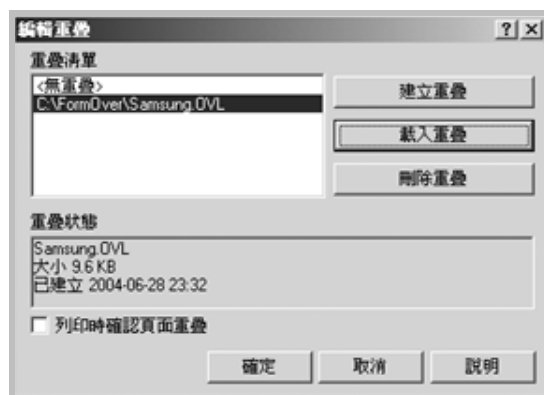 編輯重疊
重疊清單
<無重疊>
C:\FormOver\Samsung.OVL
建立重疊
載入重疊
刪除重疊
重疊狀態
Samsung.OVL
大小 9.6 KB
已建立 2004-06-28 23:32
列印時確認頁面重疊
確定 取消 說明